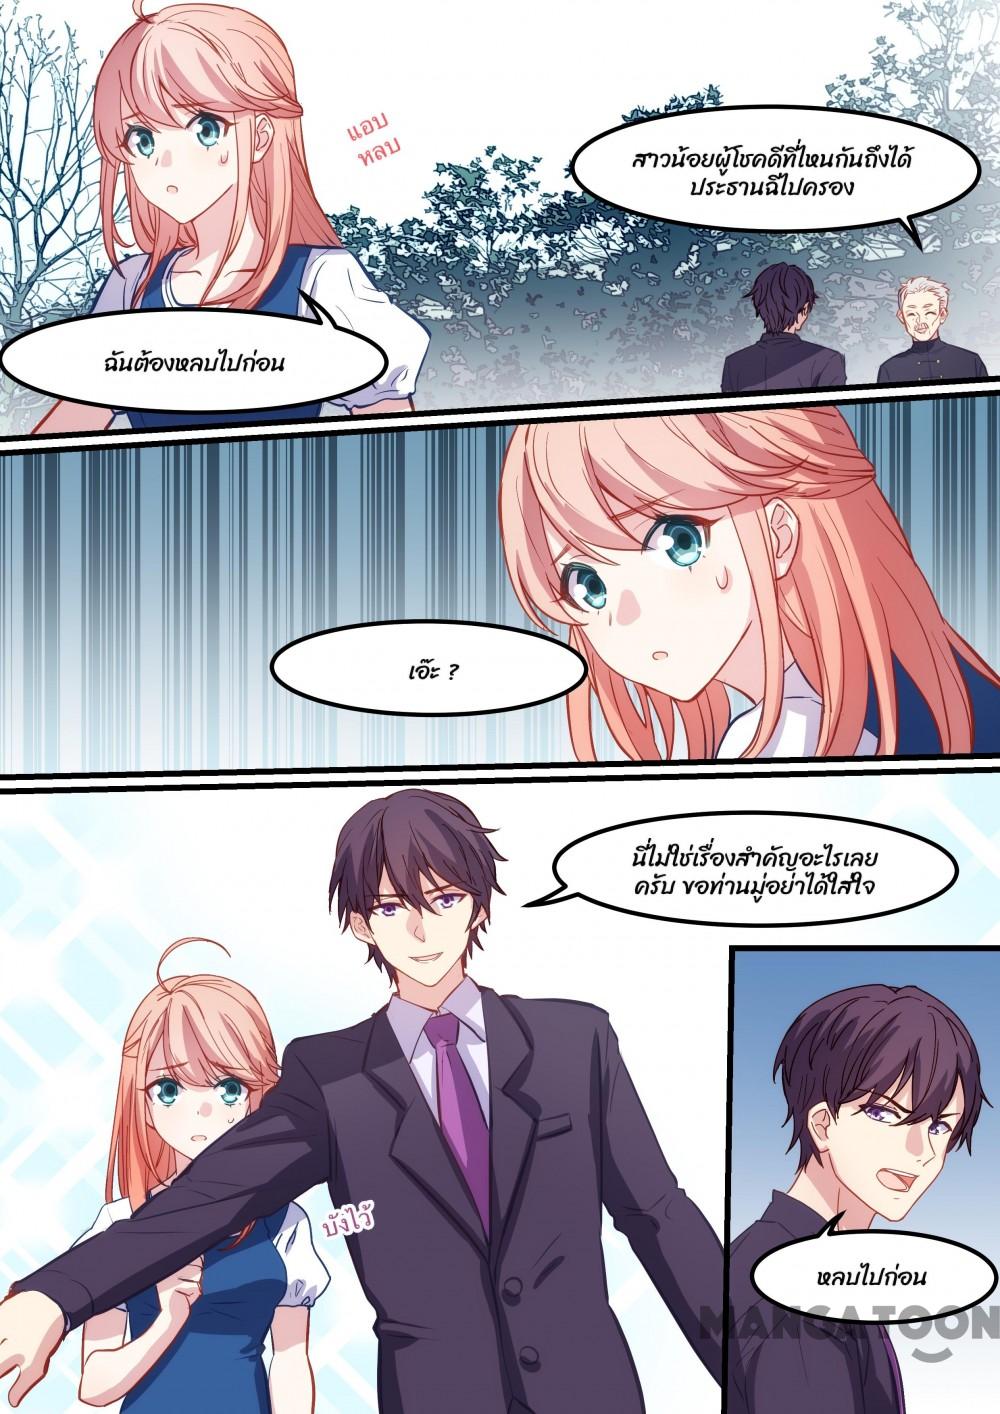 แอบ
หลบ
สาวน้อยผู้โชคดีที่ไหนกันถึงได้
ประธานฉีไปครอง
ฉันต้องหลบไปก่อน
เอ๊ะ ?
นี่ไม่ใช่เรื่องสำคัญอะไรเลย
ครับ ขอท่านมู่อย่าได้ใส่ใจ
บังไว้
หลบไปก่อน
MANGATOON